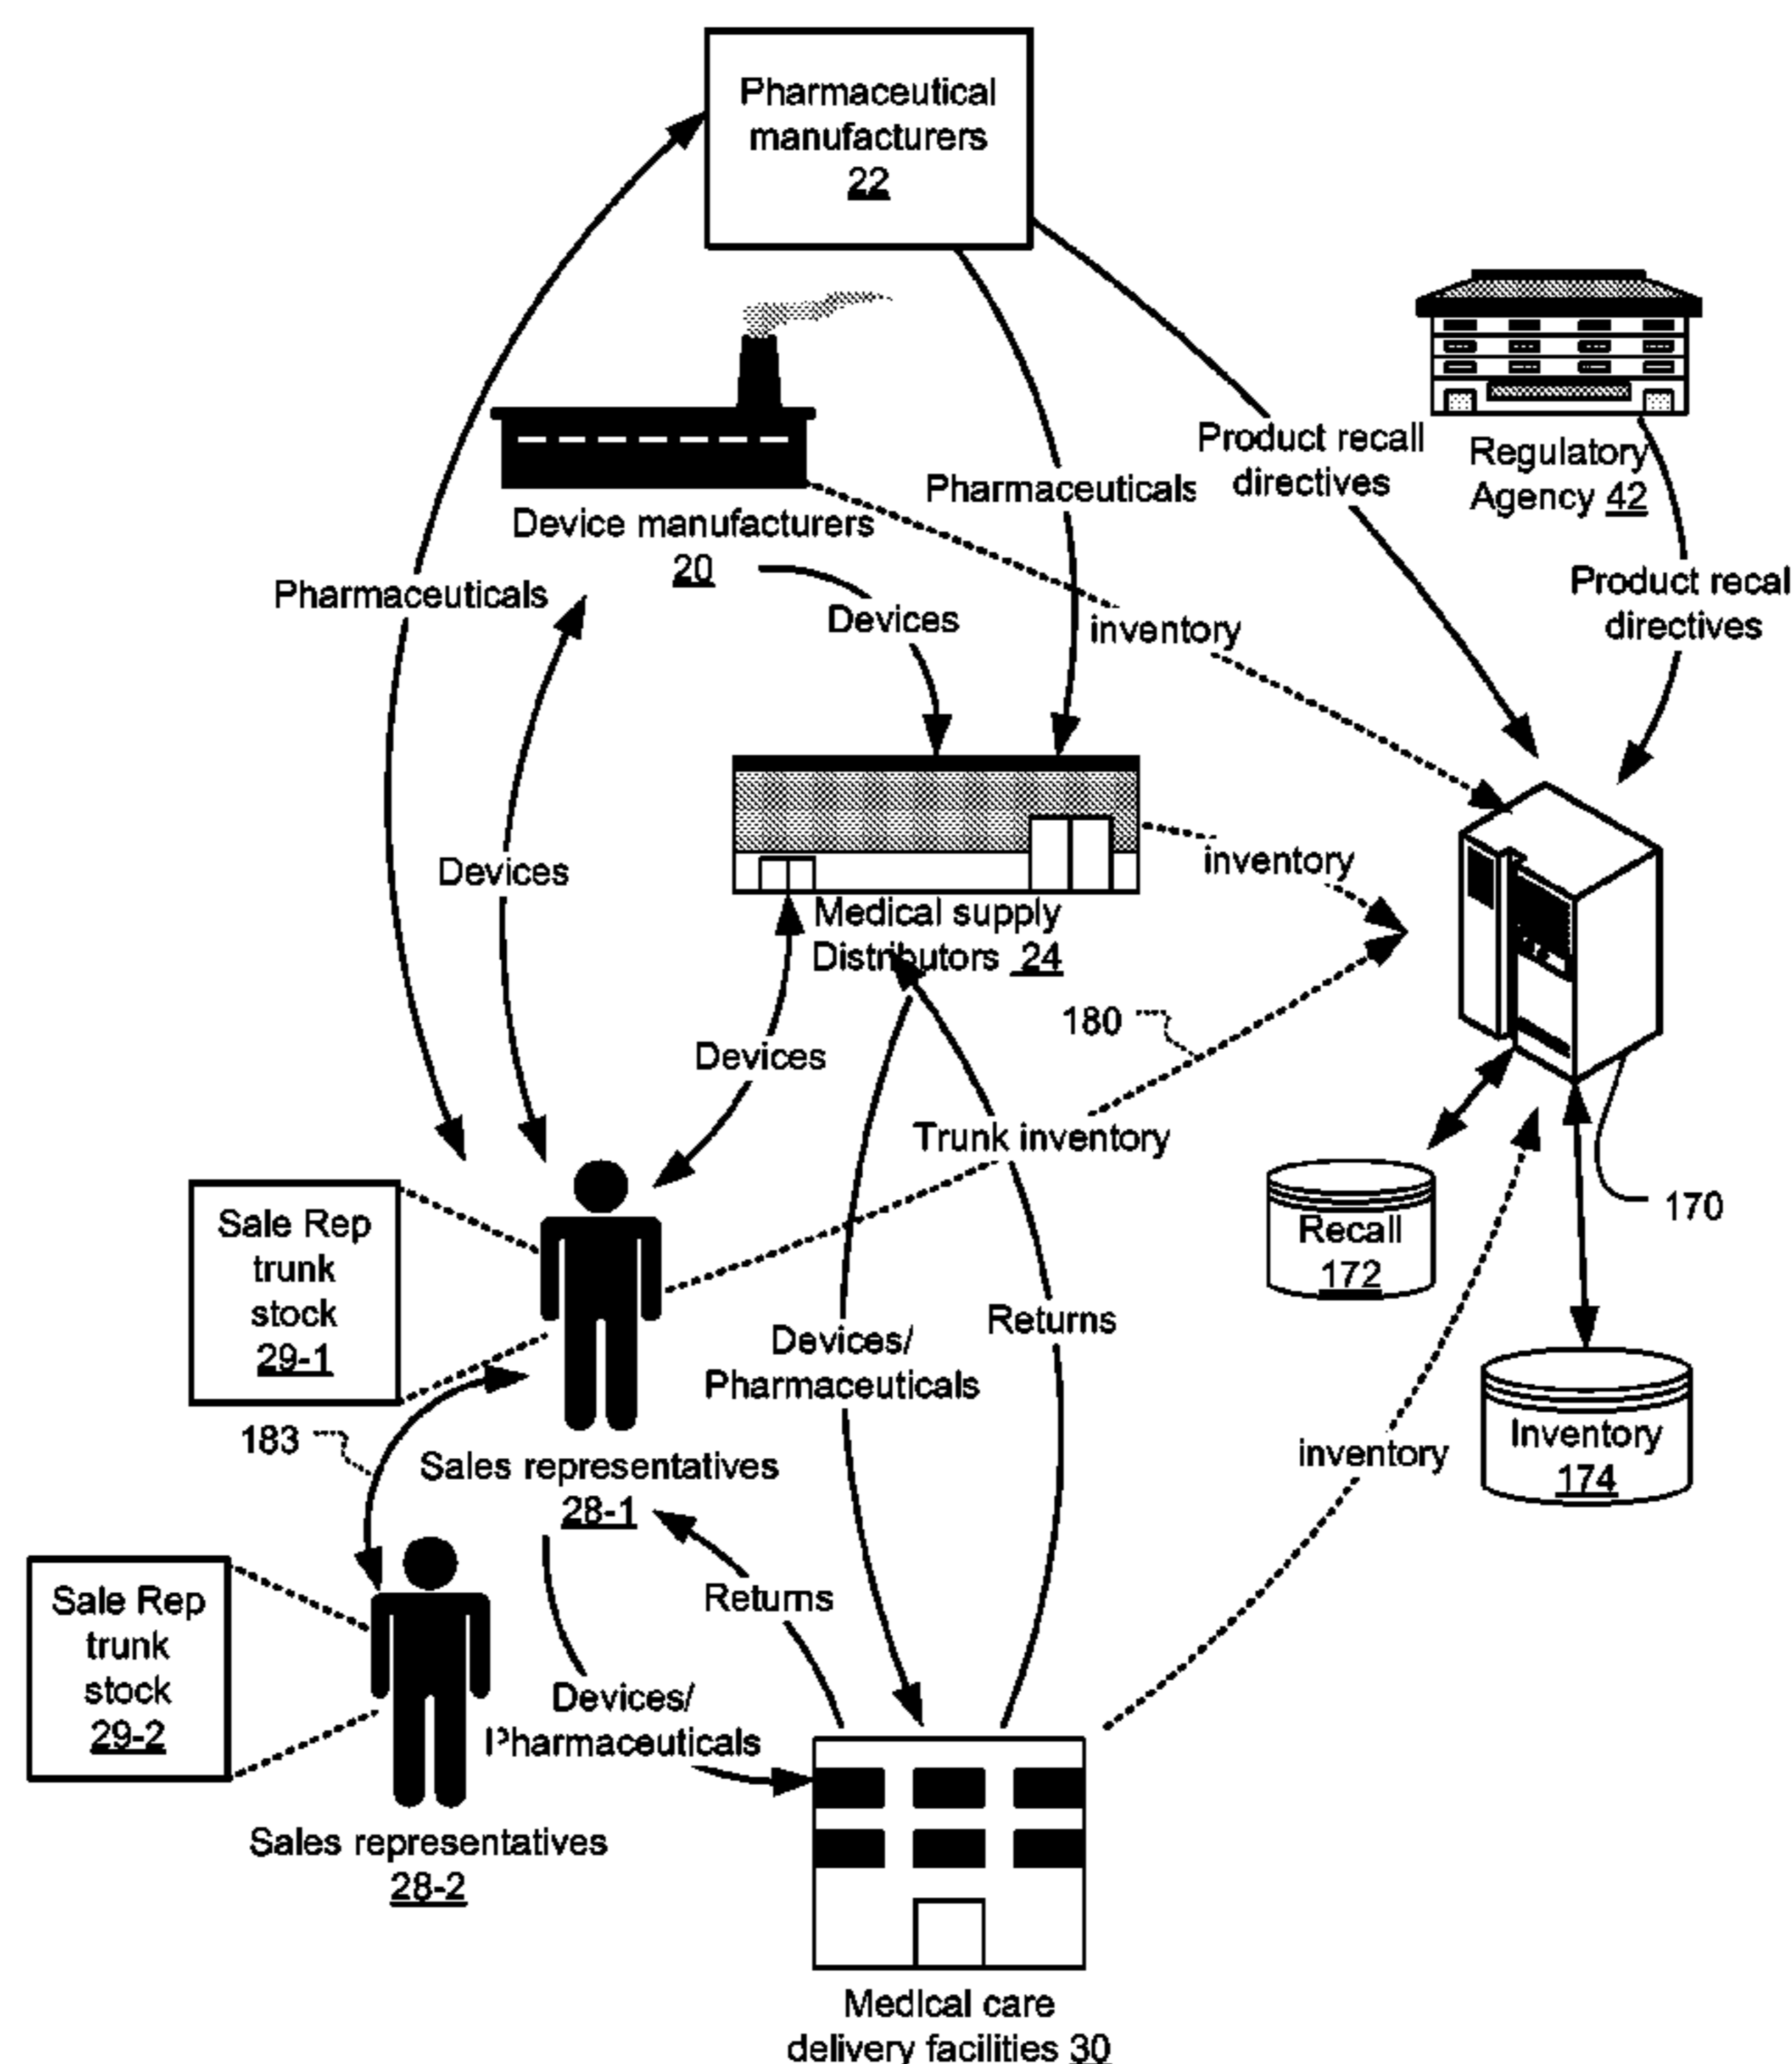 Pharmaceutical
manufacturers
22
Product recall
directives
Regulatory
Agency 42
Pharmaceuticals
Device manufacturers
20
Product recal
directives
Pharmaceuticals
Devices
inventory
Devices
inventory
Medical supply
Distributors 24
180
Devices
Trunk inventory
170
Sale Rep
trunk
stock
29-1
Recall
172
Returns
Devices/
Pharmaceuticals
183
Sales representatives
28-1
inventory
Inventory
174
Returns
Sale Rep
trunk
stock
29-2
Devices/
Pharmaceuticals
Sales representatives
28-2
Medical care
delivery facilities 30